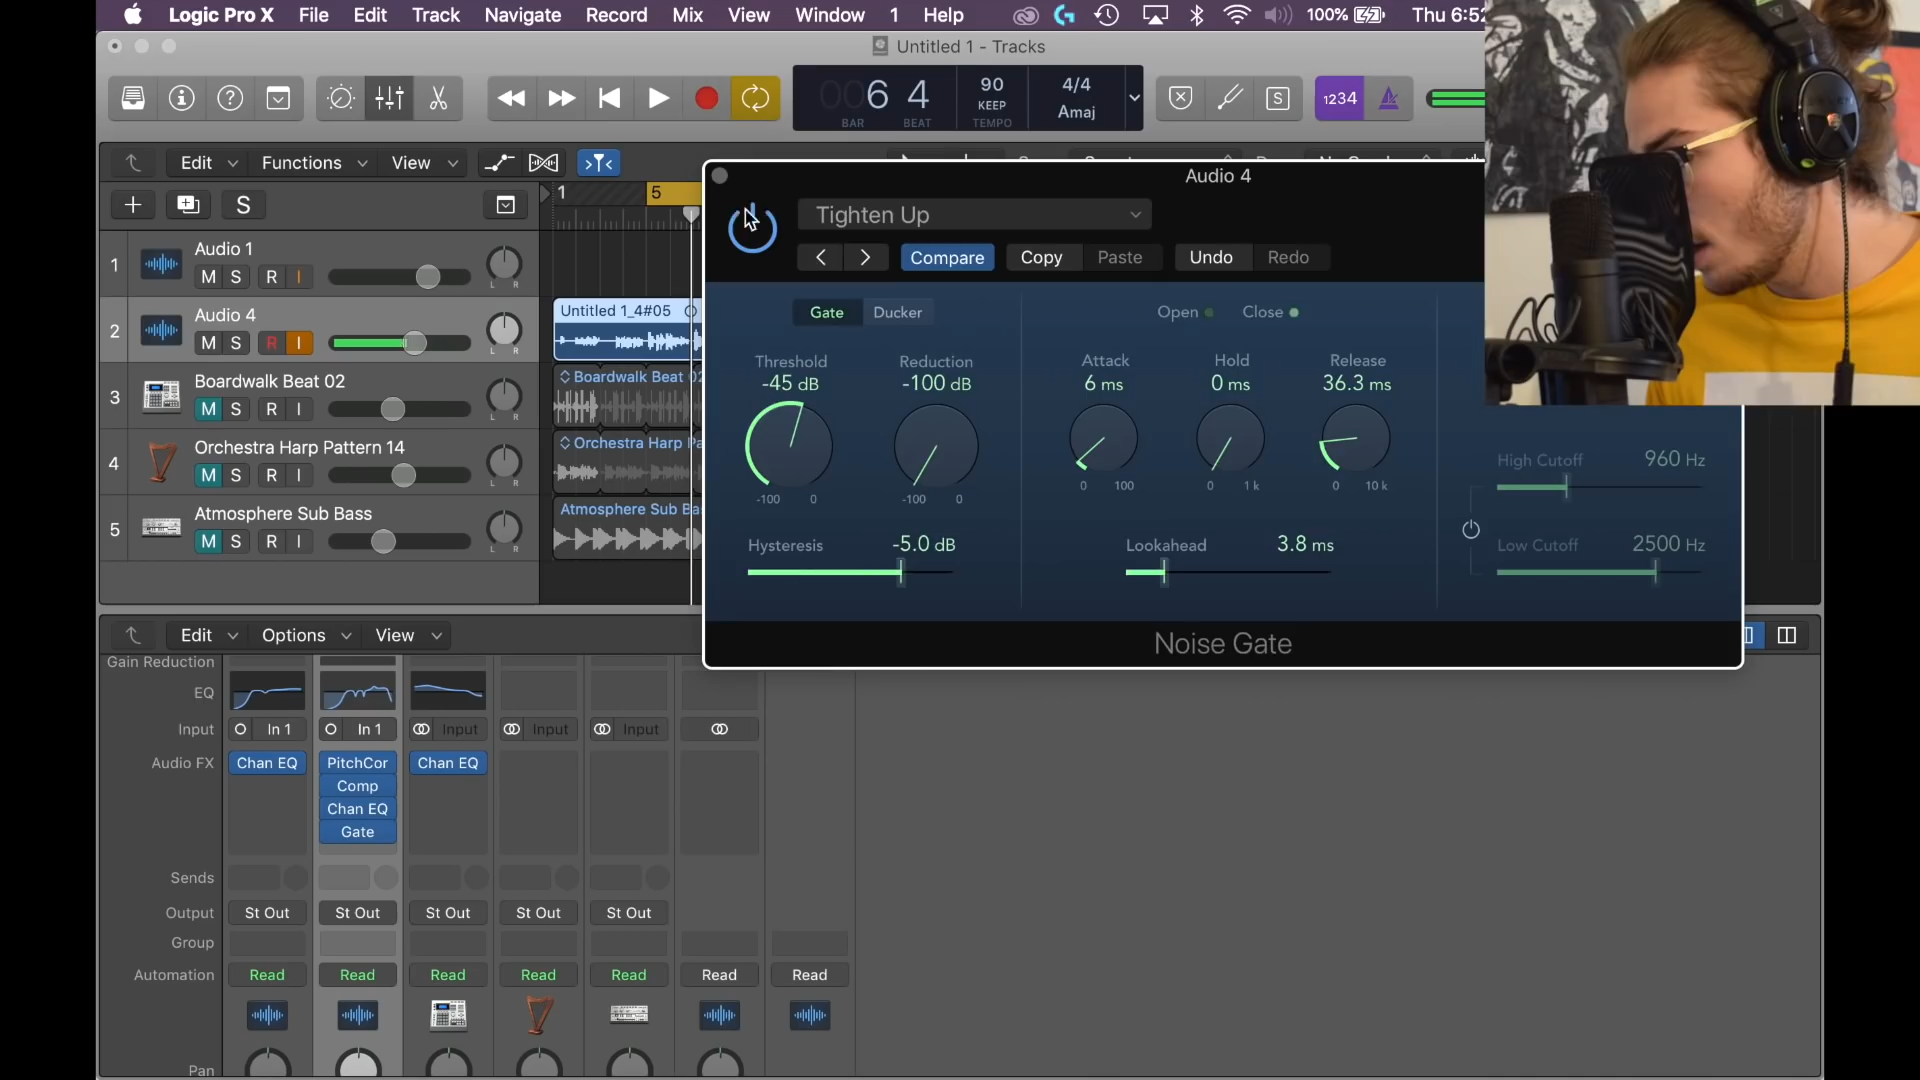 Logic Pro X File Edit Track Navigate Record Mix View Window 1 Help 100% Thu 6:52
Untitled 1 - Tracks
006 4 90 4/4
KEEP Amaj
BAR BEAT TEMPO
S 1234
Edit Functions View
S 1 5
Audio 4
Tighten Up
Compare Copy Paste Undo Redo
1 Audio 1
M S R I L R
2 Audio 4
M S R I L R
3 Boardwalk Beat 02
M S R I L R
4 Orchestra Harp Pattern 14
M S R I L R
5 Atmosphere Sub Bass
M S R I L R
Untitled 1_4#05
Boardwalk Beat 02
Orchestra Harp Pa
Atmosphere Sub Ba
Gate Ducker Open Close
Threshold Reduction Attack Hold Release
-45 dB -100 dB 6 ms 0 ms 36.3 ms
-100 0 -100 0 0 100 0 1 k 0 10 k
High Cutoff 960 Hz
Hysteresis -5.0 dB Lookahead 3.8 ms Low Cutoff 2500 Hz
Noise Gate
Edit Options View
Gain Reduction
EQ
Input In 1 In 1 Input Input Input
Audio FX Chan EQ PitchCor Chan EQ
Comp
Chan EQ
Gate
Sends
Output St Out St Out St Out St Out St Out
Group
Automation Read Read Read Read Read Read Read
Pan